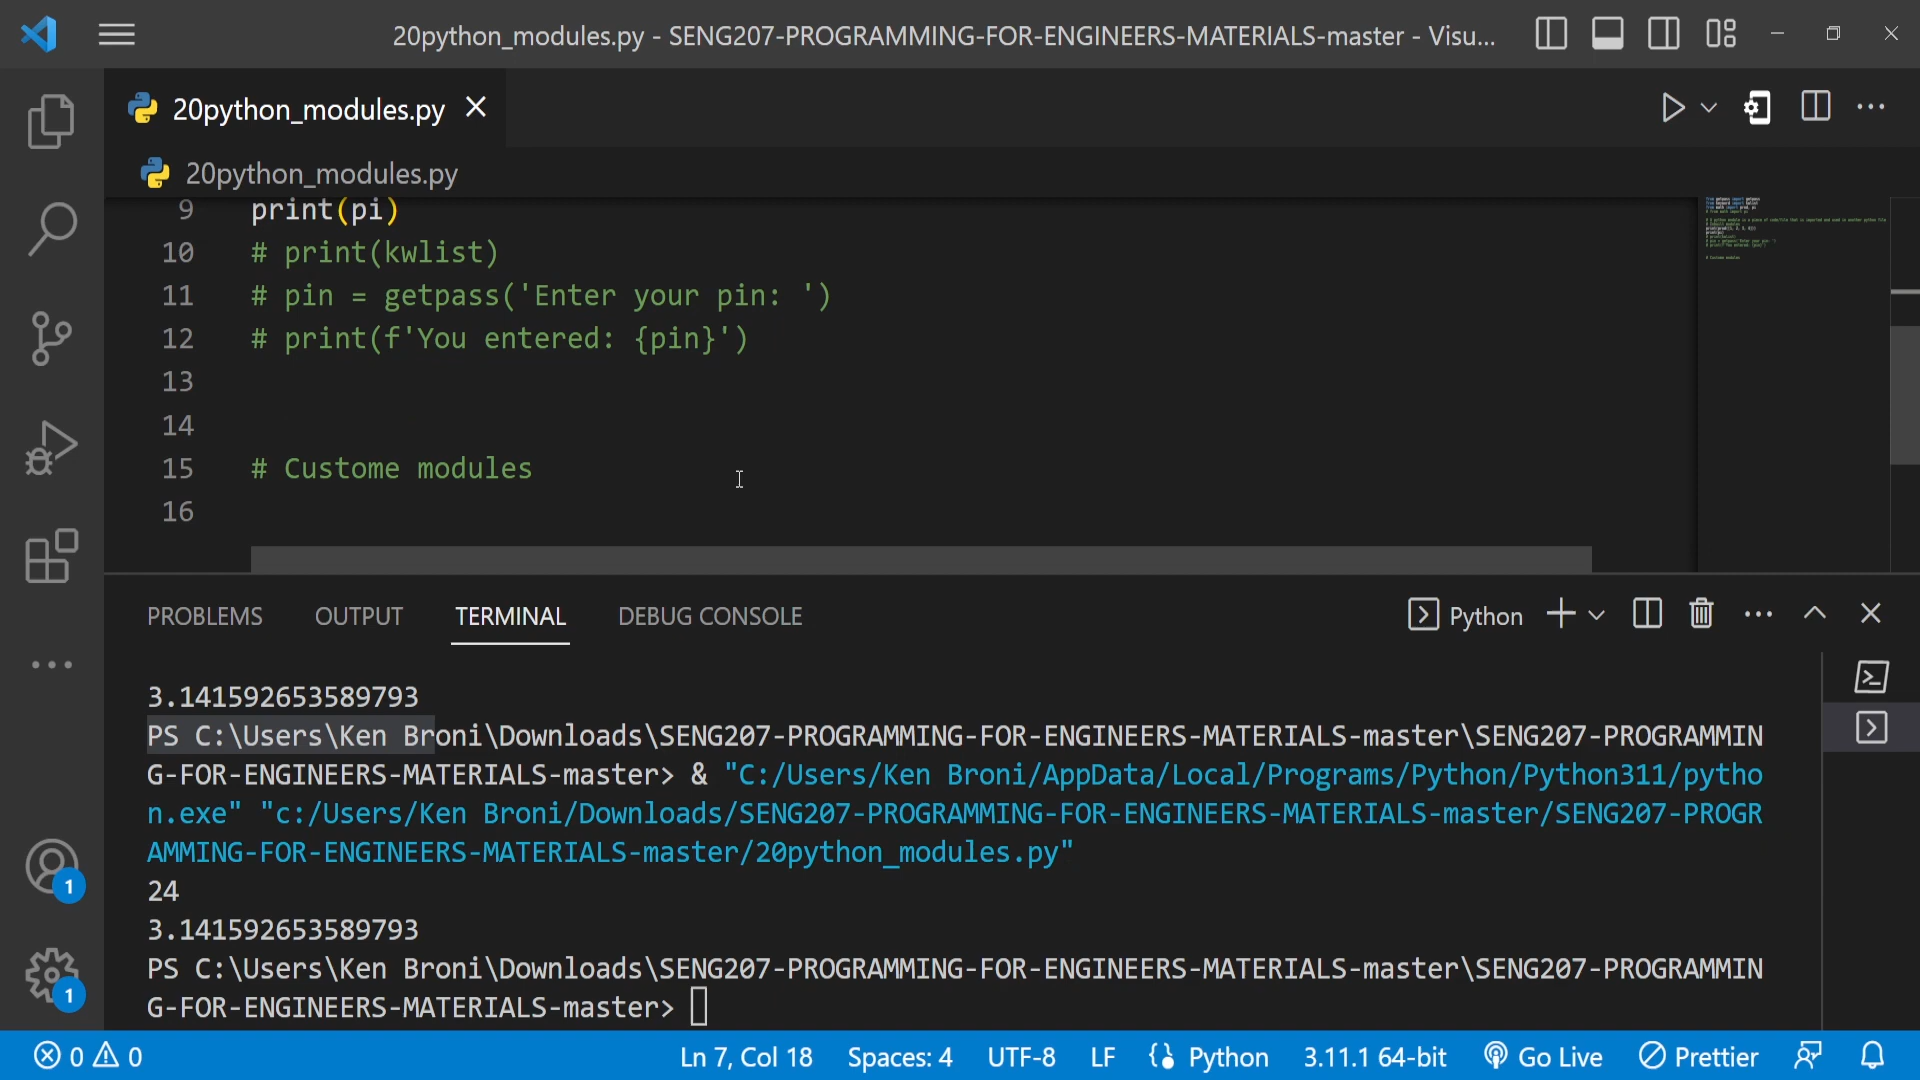 20python_modules.py - SENG207-PROGRAMMING-FOR-ENGINEERS-MATERIALS-master - Visu...
20python_modules.py
20python_modules.py
9 print(pi)
10 # print(kwlist)
11 # pin = getpass('Enter your pin: ')
12 # print(f'You entered: {pin}')
13
14
15 # Custome modules
16
PROBLEMS OUTPUT TERMINAL DEBUG CONSOLE Python
3.141592653589793
PS C:\Users\Ken Broni\Downloads\SENG207-PROGRAMMING-FOR-ENGINEERS-MATERIALS-master\SENG207-PROGRAMMIN
G-FOR-ENGINEERS-MATERIALS-master> & "C:/Users/Ken Broni/AppData/Local/Programs/Python/Python311/pytho
n.exe" "c:/Users/Ken Broni/Downloads/SENG207-PROGRAMMING-FOR-ENGINEERS-MATERIALS-master/SENG207-PROGR
AMMING-FOR-ENGINEERS-MATERIALS-master/20python_modules.py"
24
3.141592653589793
PS C:\Users\Ken Broni\Downloads\SENG207-PROGRAMMING-FOR-ENGINEERS-MATERIALS-master\SENG207-PROGRAMMIN
G-FOR-ENGINEERS-MATERIALS-master>
1
1
0 0 Ln 7, Col 18 Spaces: 4 UTF-8 LF Python 3.11.1 64-bit Go Live Prettier